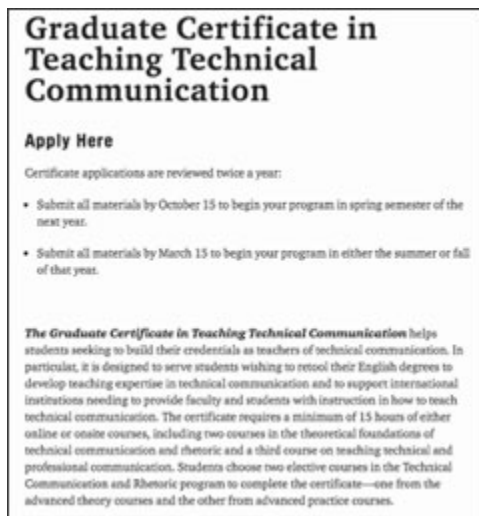 Graduate Certificate in
Teaching Technical
Communication
Apply Here
Certificate applications are reviewed twice a year:
• Submit all materials by October 15 to begin your program in spring semester of the
next year.
• Submit all materials by March 15 to begin your program in either the summer or fall
of that year.
The Graduate Certificate in Teaching Technical Communication helps
students seeking to build their credentials as teachers of technical communication. In
particular, it is designed to serve students wishing to retool their English degrees to
develop teaching expertise in technical communication and to support international
institutions needing to provide faculty and students with instruction in how to teach
technical communication. The certificate requires a minimum of 15 hours of either
online or onsite courses, including two courses in the theoretical foundations of
technical communication and rhetoric and a third course on teaching technical and
professional communication. Students choose two elective courses in the Technical
Communication and Rhetoric program to complete the certificate—one from the
advanced theory courses and the other from advanced practice courses.